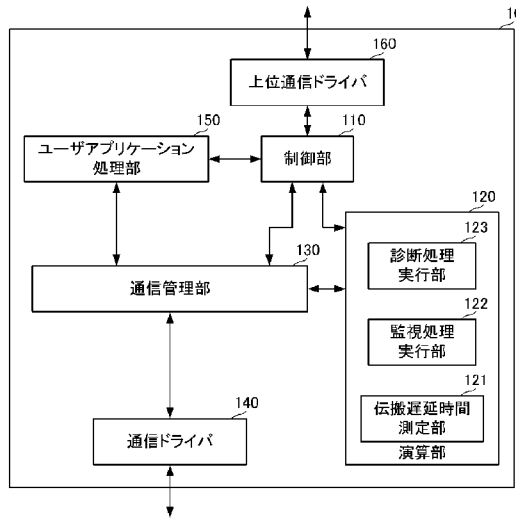 160
上位通信ドライバ
150
ユーザアプリケーション
処理部
110
制御部
120
123
診断処理
実行部
130
通信管理部
122
監視処理
実行部
121
伝搬遅延時間
測定部
演算部
140
通信ドライバ